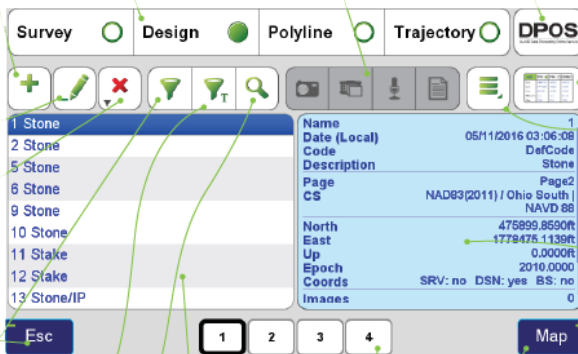 Survey Design Polyline Trajectory DPOS
T
1 Stone
2 Stone
5 Stone
6 Stone
9 Stone
10 Stone
11 Stake
12 Stake
13 Stone/IP
Name 1
Date (Local) 05/11/2016 03:06:08
Code DefCode
Description Stone
Page Page2
CS NAD83(2011) / Ohio South |
NAVD 88
North 475899.8590ft
East 1778475.1139ft
Up 0.0000ft
Epoch 2010.0000
Coords SRV: no DSN: yes BS: no
Images 0
Esc 1 2 3 4 Map